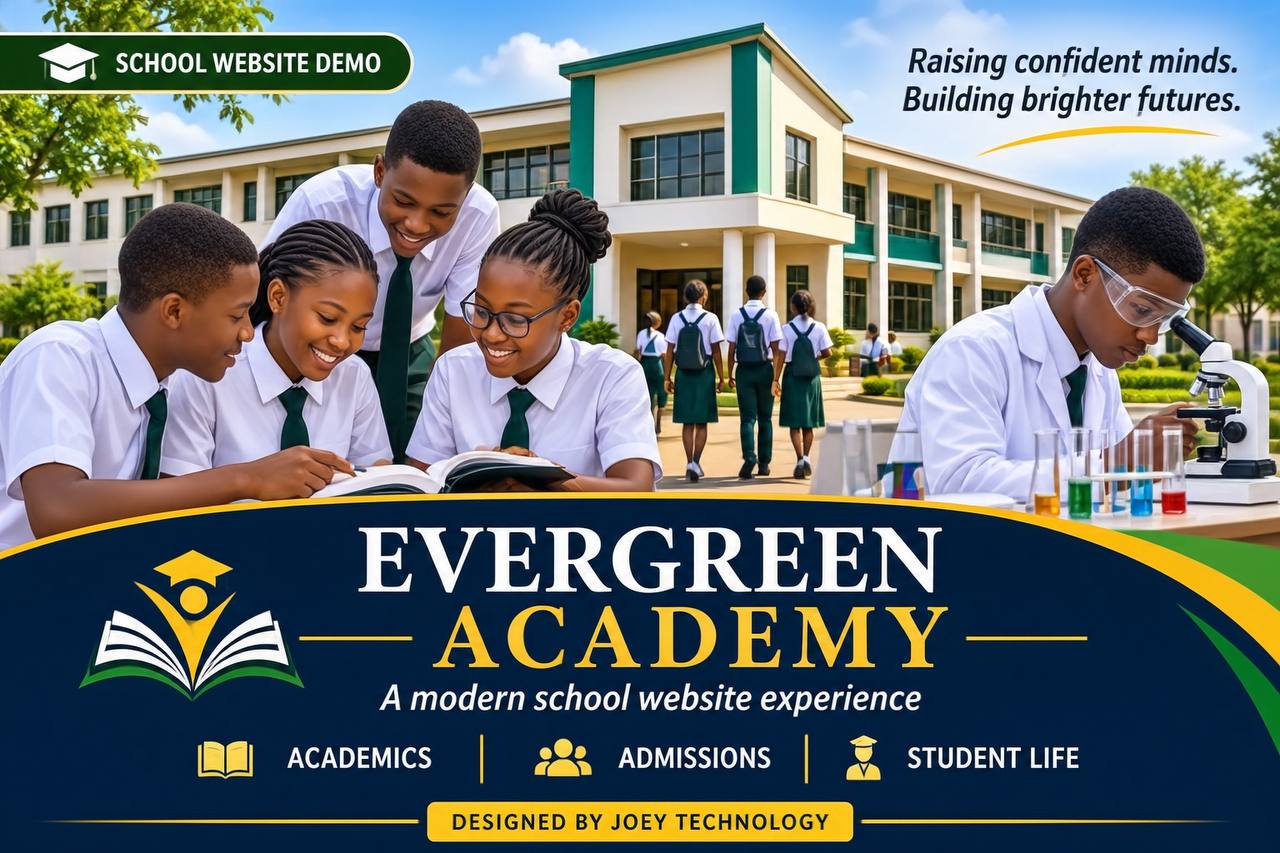 SCHOOL WEBSITE DEMO
Raising confident minds.
Building brighter futures.
EVERGREEN
ACADEMY
A modern school website experience
ACADEMICS
ADMISSIONS
STUDENT LIFE
DESIGNED BY JOEY TECHNOLOGY